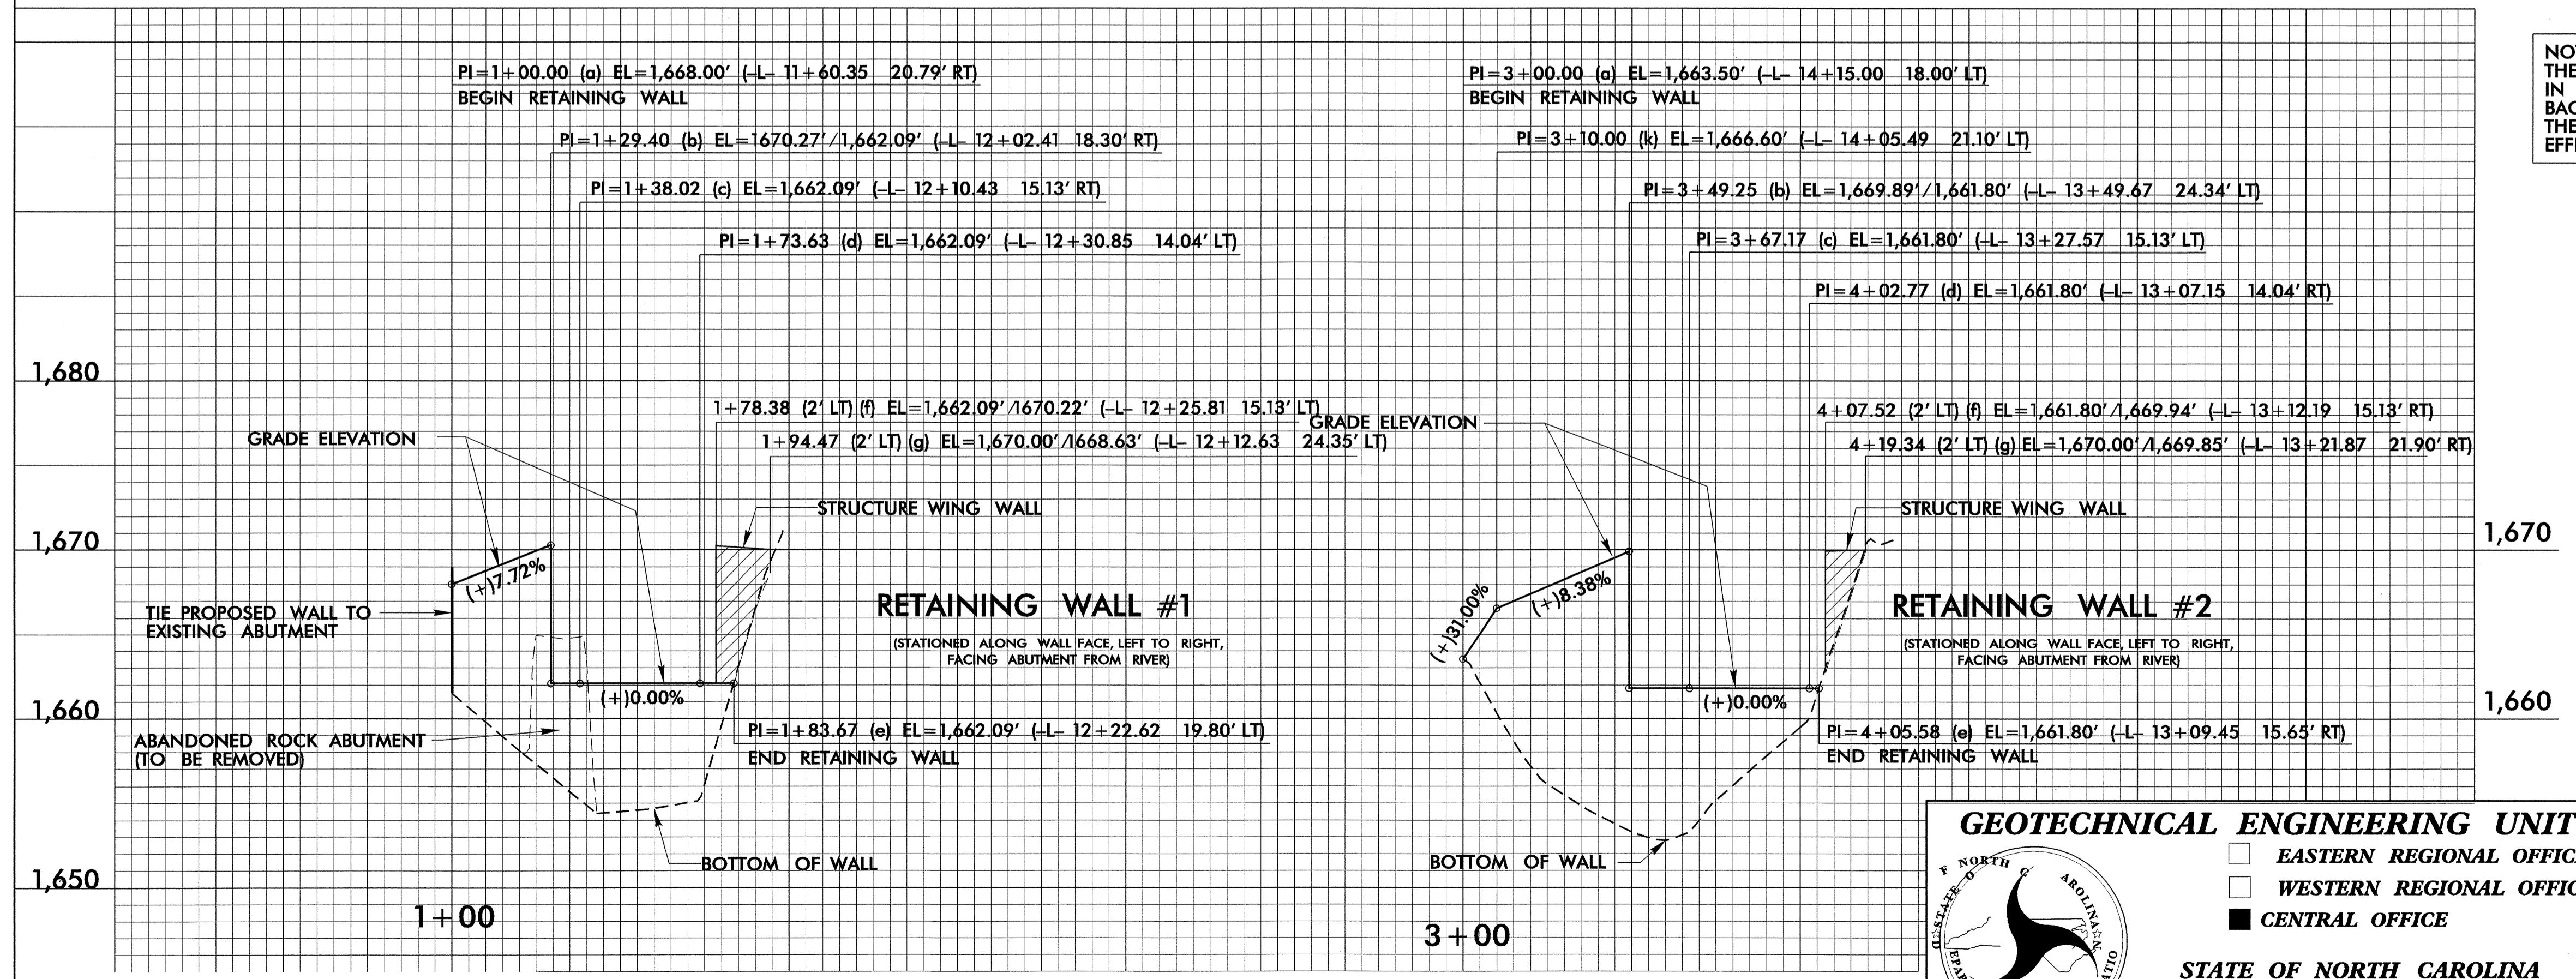 PI=1+00.00 (a) EL=1,668.00' (-L- 11+60.35 20.79' RT)
BEGIN RETAINING WALL
PI=1+29.40 (b) EL=1670.27'/1,662.09' (-L- 12+02.41 18.30' RT)
PI=1+38.02 (c) EL=1,662.09' (-L- 12+10.43 15.13' RT)
PI=1+73.63 (d) EL=1,662.09' (-L- 12+30.85 14.04' LT)
1+78.38 (2' LT) (f) EL=1,662.09'/1670.22' (-L- 12+25.81 15.13' LT)
1+94.47 (2' LT) (g) EL=1,670.00'/1668.63' (-L- 12+12.63 24.35' LT)
GRADE ELEVATION
STRUCTURE WING WALL
(+)7.72%
TIE PROPOSED WALL TO
EXISTING ABUTMENT
RETAINING WALL #1
(STATIONED ALONG WALL FACE, LEFT TO RIGHT,
FACING ABUTMENT FROM RIVER)
(+)0.00%
PI=1+83.67 (e) EL=1,662.09' (-L- 12+22.62 19.80' LT)
END RETAINING WALL
ABANDONED ROCK ABUTMENT
(TO BE REMOVED)
BOTTOM OF WALL
1,680
1,670
1,660
1,650
1+00
PI=3+00.00 (a) EL=1,663.50' (-L- 14+15.00 18.00' LT)
BEGIN RETAINING WALL
PI=3+10.00 (k) EL=1,666.60' (-L- 14+05.49 21.10' LT)
PI=3+49.25 (b) EL=1,669.89'/1,661.80' (-L- 13+49.67 24.34' LT)
PI=3+67.17 (c) EL=1,661.80' (-L- 13+27.57 15.13' LT)
PI=4+02.77 (d) EL=1,661.80' (-L- 13+07.15 14.04' RT)
4+07.52 (2' LT) (f) EL=1,661.80'/1,669.94' (-L- 13+12.19 15.13' RT)
4+19.34 (2' LT) (g) EL=1,670.00'/1,669.85' (-L- 13+21.87 21.90' RT)
GRADE ELEVATION
STRUCTURE WING WALL
(+)31.00%
(+)8.38%
RETAINING WALL #2
(STATIONED ALONG WALL FACE, LEFT TO RIGHT,
FACING ABUTMENT FROM RIVER)
(+)0.00%
PI=4+05.58 (e) EL=1,661.80' (-L- 13+09.45 15.65' RT)
END RETAINING WALL
BOTTOM OF WALL
1,670
1,660
3+00
NO
THE
IN
BAC
THE
EFF
GEOTECHNICAL ENGINEERING UNIT
EASTERN REGIONAL OFFIC
WESTERN REGIONAL OFFIC
CENTRAL OFFICE
STATE OF NORTH CAROLINA
STATE OF NORTH CAROLINA